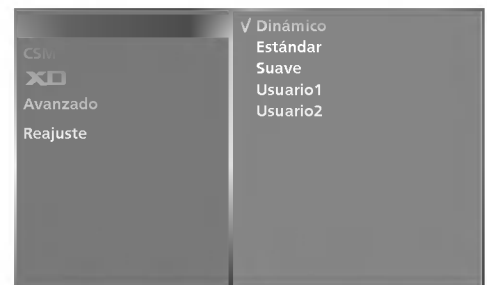 CSM
XD
Avanzado
Reajuste
√ Dinámico
Estándar
Suave
Usuario1
Usuario2